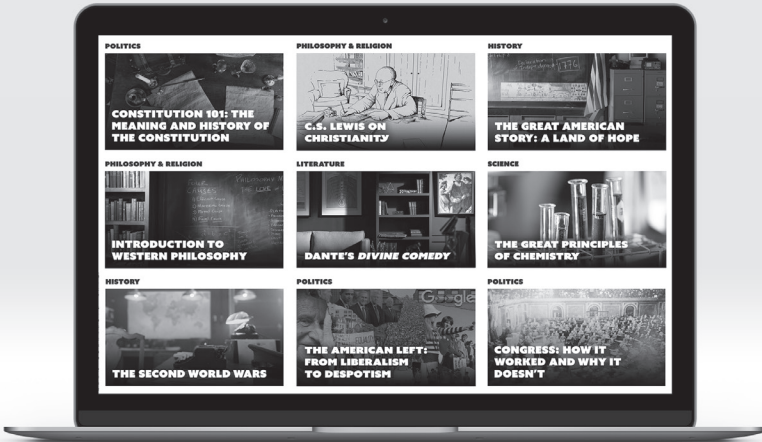 POLITICS
CONSTITUTION 101: THE
MEANING AND HISTORY OF
THE CONSTITUTION
PHILOSOPHY & RELIGION
C.S. LEWIS ON
CHRISTIANITY
HISTORY
1776
THE GREAT AMERICAN
STORY: A LAND OF HOPE
PHILOSOPHY & RELIGION
INTRODUCTION TO
WESTERN PHILOSOPHY
LITERATURE
DANTE'S DIVINE COMEDY
SCIENCE
THE GREAT PRINCIPLES
OF CHEMISTRY
HISTORY
THE SECOND WORLD WARS
POLITICS
Google
THE AMERICAN LEFT:
FROM LIBERALISM
TO DESPOTISM
POLITICS
CONGRESS: HOW IT
WORKED AND WHY IT
DOESN'T